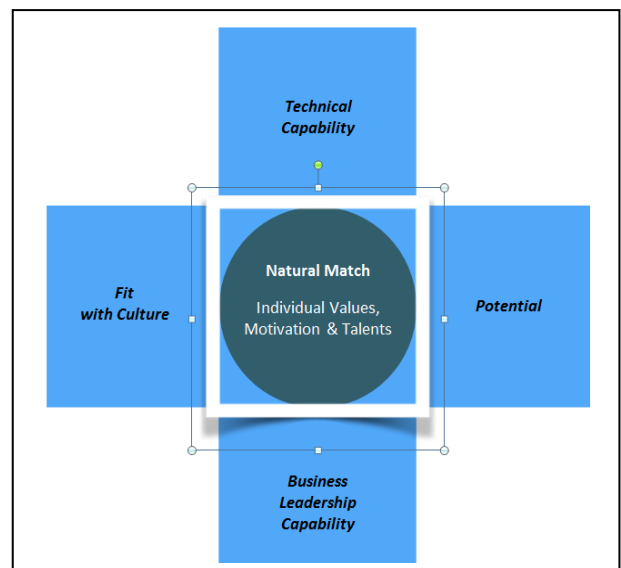 Technical
Capability
Natural Match
Individual Values,
Motivation & Talents
Fit
with Culture
Potential
Business
Leadership
Capability